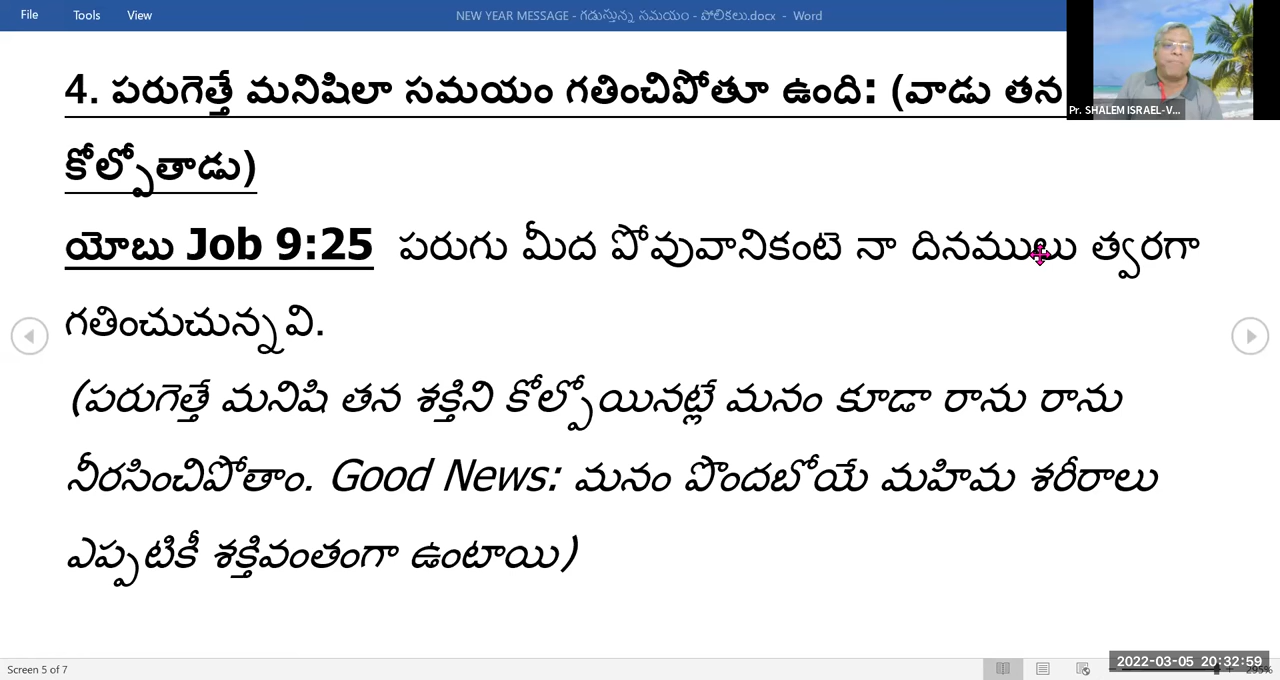 File Tools View NEW YEAR MESSAGE - గడుస్తున్న సమయం - పోలికలు.docx - Word
4. పరుగెత్తే మనిషిలా సమయం గతించిపోతూ ఉంది: (వాడు తన
Pr. SHALEM ISRAEL-V...
కోల్పోతాడు)
యోబు Job 9:25 పరుగు మీద పోవువానికంటె నా దినములు త్వరగా
గతించుచున్నవి.
(పరుగెత్తే మనిషి తన శక్తిని కోల్పోయినట్లే మనం కూడా రాను రాను
నీరసించిపోతాం. Good News: మనం పొందబోయే మహిమ శరీరాలు
ఎప్పటికీ శక్తివంతంగా ఉంటాయి)
Screen 5 of 7
2022-03-05 20:32:59